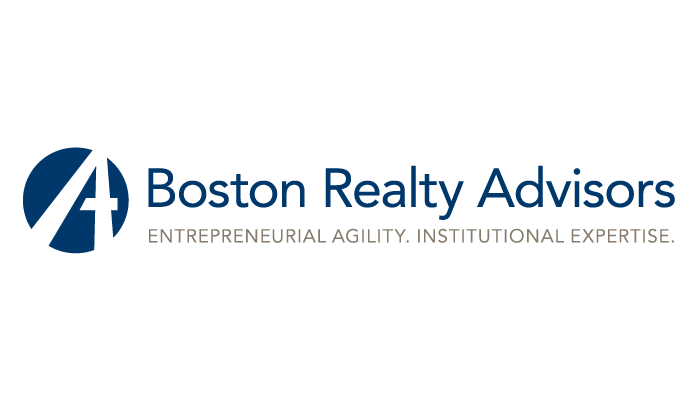 Boston Realty Advisors
ENTREPRENEURIAL AGILITY. INSTITUTIONAL EXPERTISE.